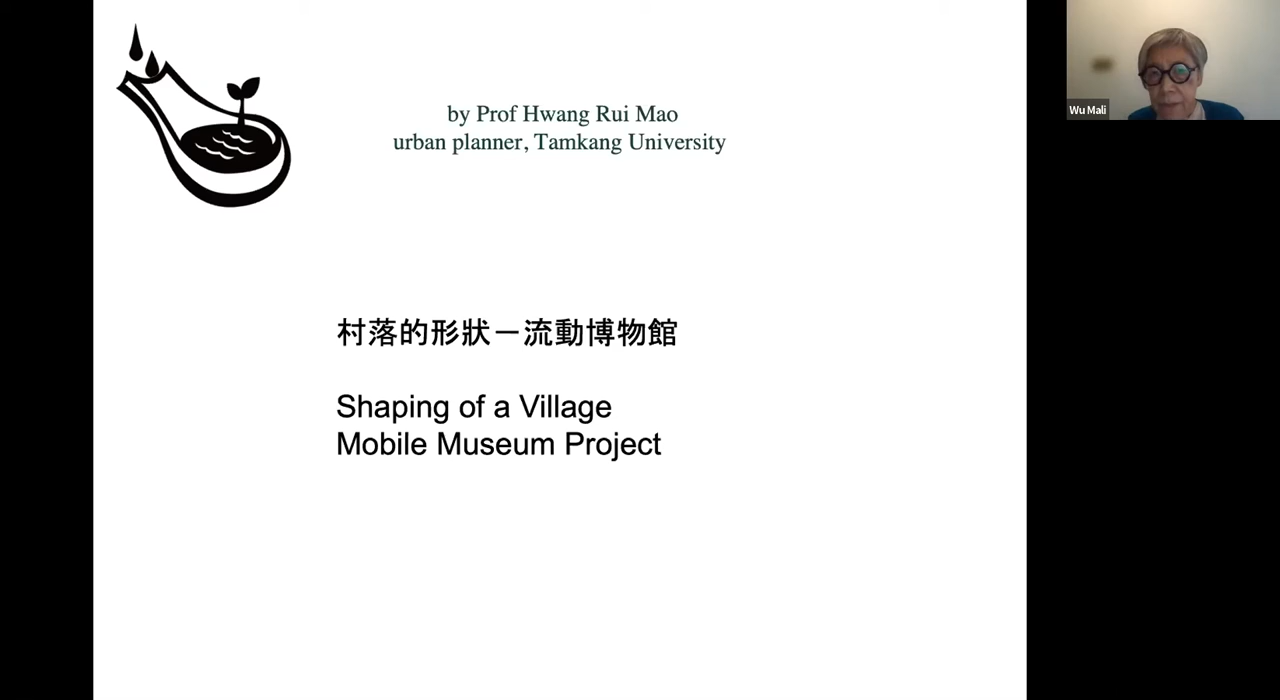 by Prof Hwang Rui Mao
urban planner, Tamkang University
村落的形狀－流動博物館
Shaping of a Village
Mobile Museum Project
Wu Mali